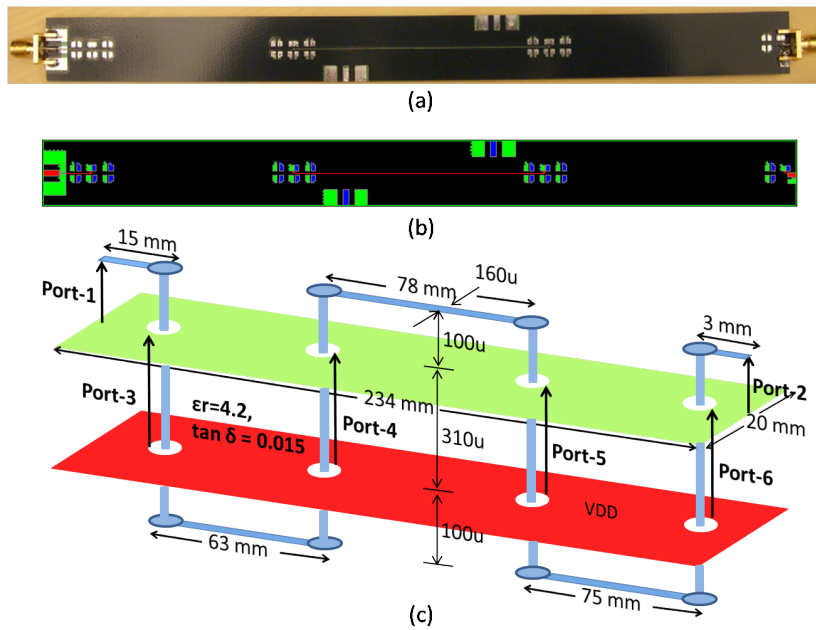 (a)
(b)
15 mm
160u
78 mm
Port-1
100u
3 mm
Port-2
Port-3
234 mm
εr=4.2,
tan δ = 0.015
Port-4
310u
20 mm
Port-5
Port-6
VDD
100u
63 mm
75 mm
(c)